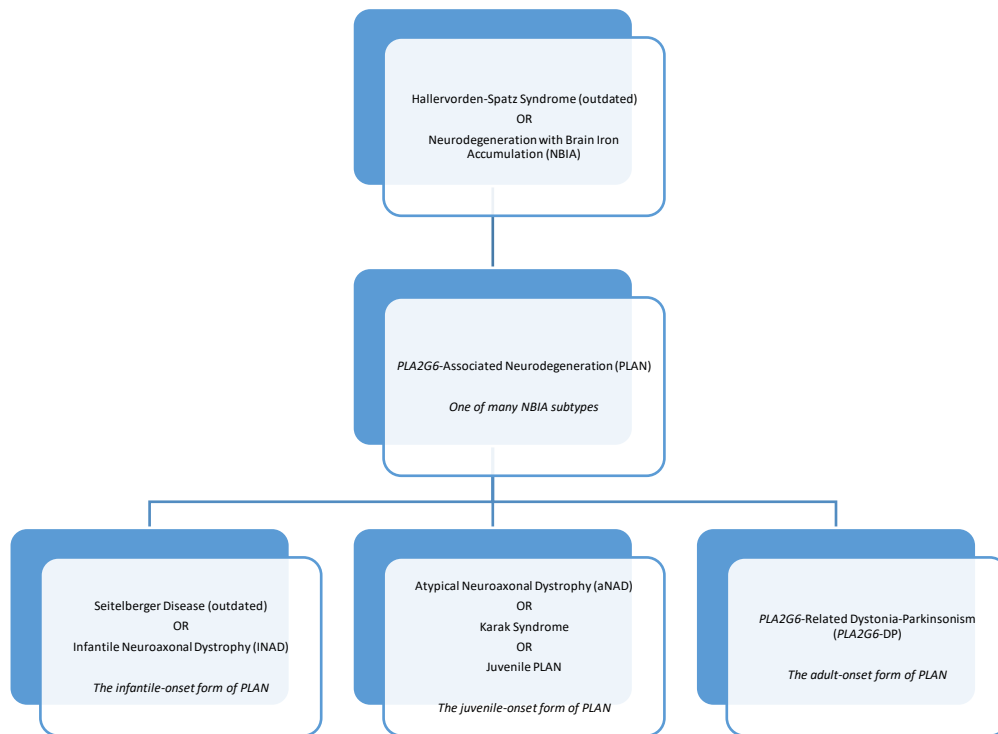 Hallervorden-Spatz Syndrome (outdated)
OR
Neurodegeneration with Brain Iron
Accumulation (NBIA)
PLA2G6-Associated Neurodegeneration (PLAN)
One of many NBIA subtypes
Seitelberger Disease (outdated)
OR
Infantile Neuroaxonal Dystrophy (INAD)
The infantile-onset form of PLAN
Atypical Neuroaxonal Dystrophy (aNAD)
OR
Karak Syndrome
OR
Juvenile PLAN
The juvenile-onset form of PLAN
PLA2G6-Related Dystonia-Parkinsonism
(PLA2G6-DP)
The adult-onset form of PLAN